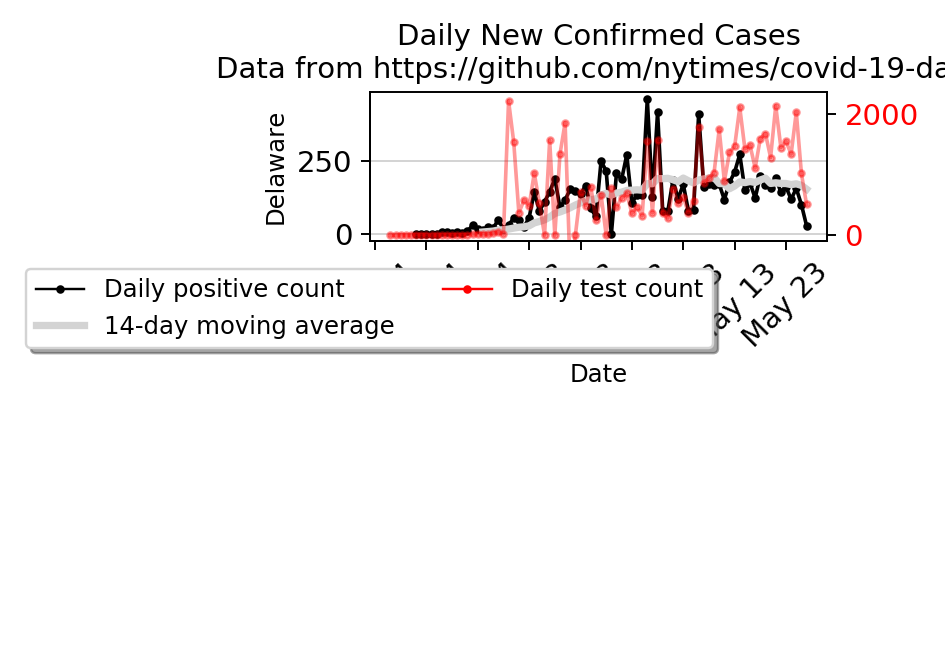 Daily New Confirmed Cases
Data from https://github.com/nytimes/covid-19-da
Delaware
250
0
2000
0
Daily positive count
14-day moving average
Daily test count
13
May 23
Date